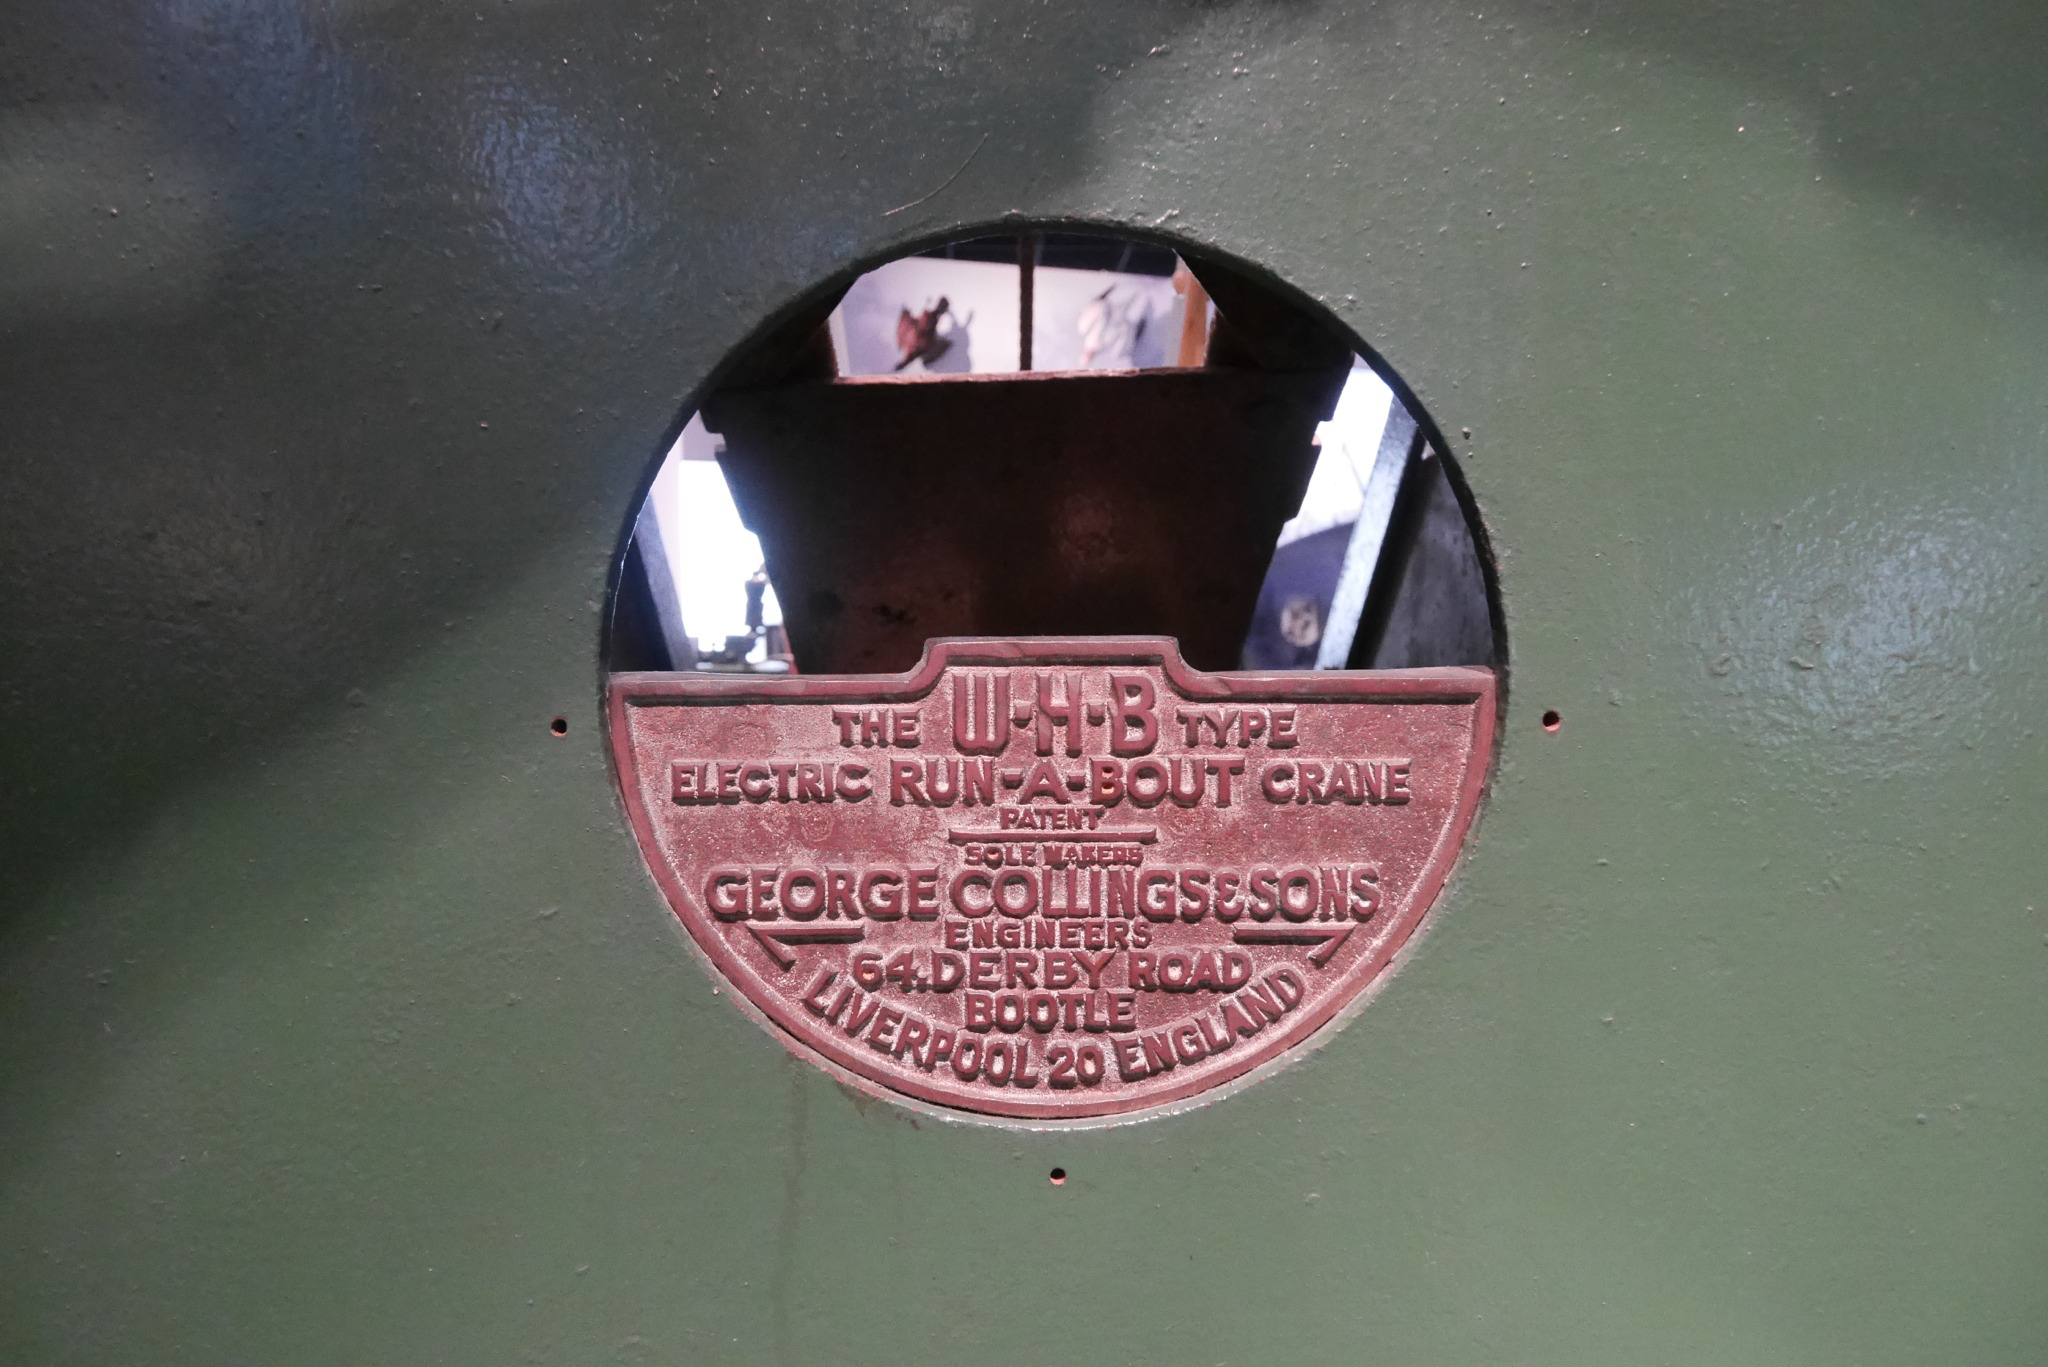 THE W·H·B TYPE
ELECTRIC RUN-A-BOUT CRANE
PATENT
SOLE MAKERS
GEORGE COLLINGS & SONS
ENGINEERS
64. DERBY ROAD
BOOTLE
LIVERPOOL 20 ENGLAND